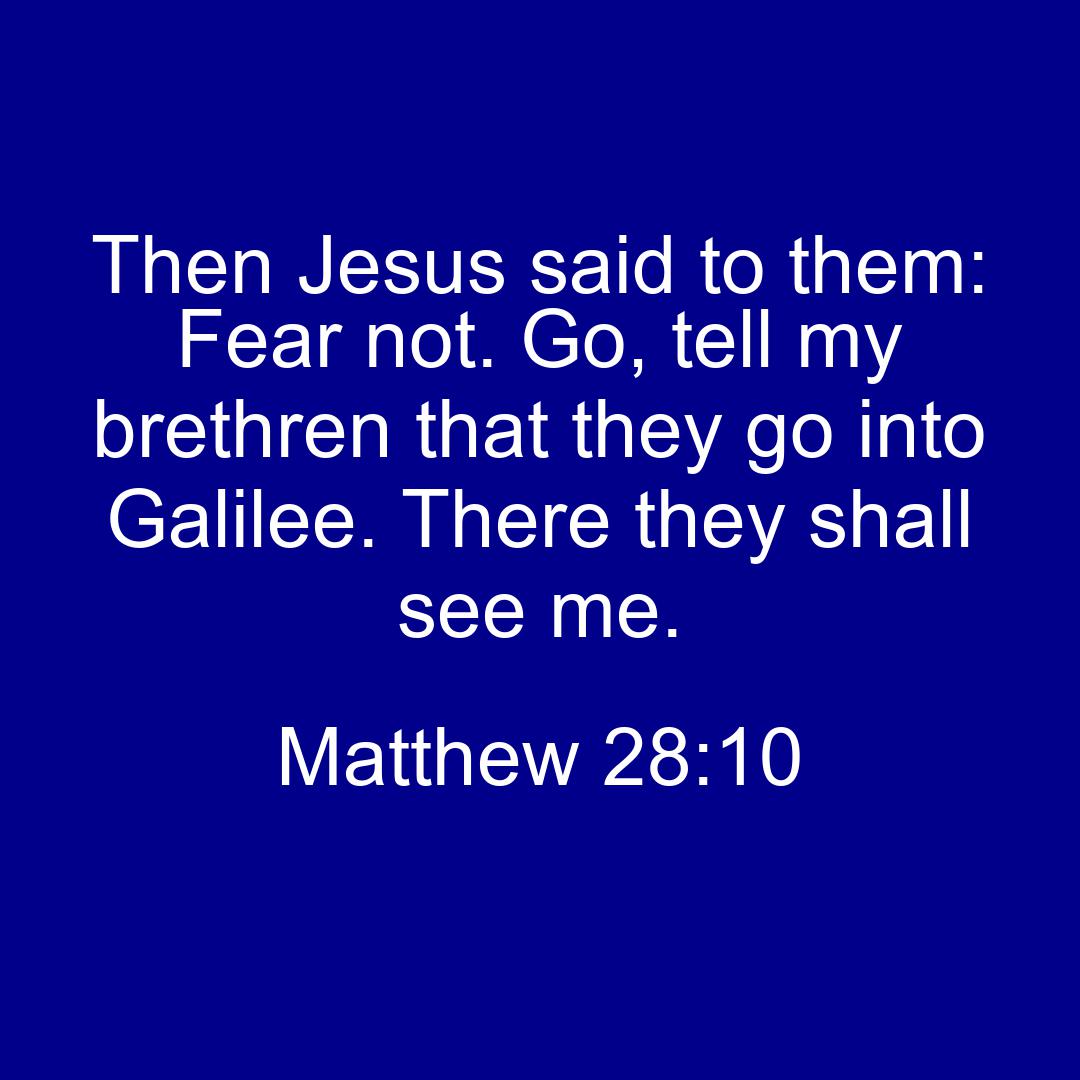 Then Jesus said to them:
Fear not. Go, tell my
brethren that they go into
Galilee. There they shall
see me.
Matthew 28:10